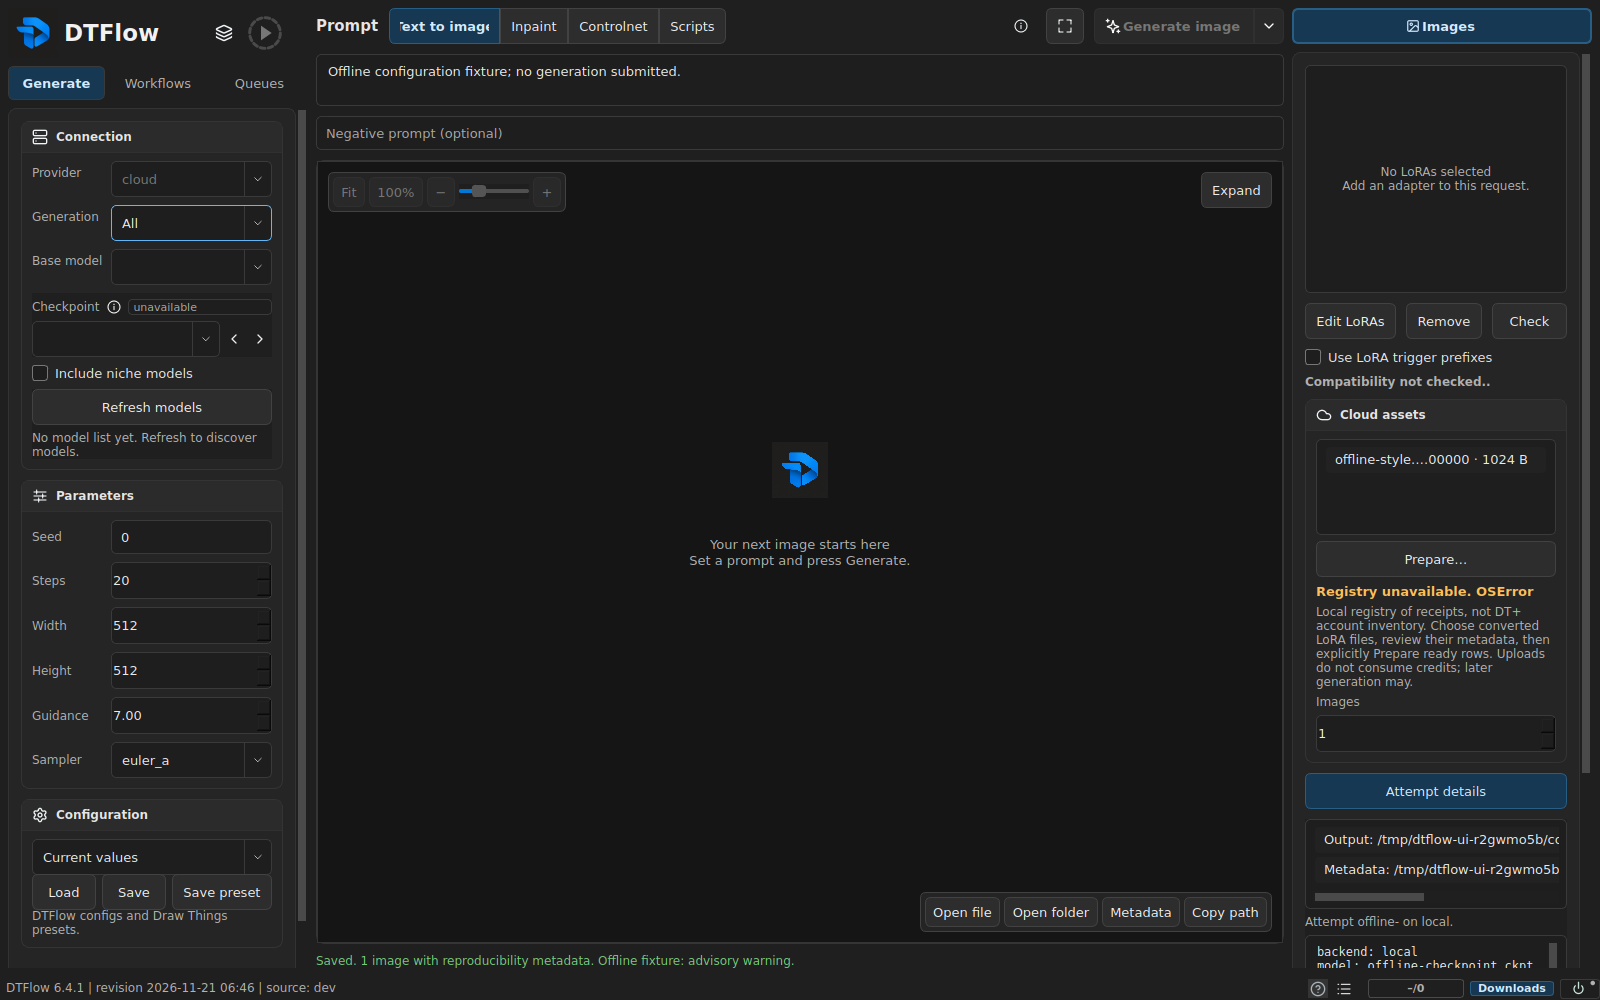 DTFlow
Generate
Workflows
Queues
Connection
Provider
cloud
Generation
All
Base model
Checkpoint
unavailable
Include niche models
Refresh models
No model list yet. Refresh to discover
models.
Parameters
Seed
0
Steps
20
Width
512
Height
512
Guidance
7.00
Sampler
euler_a
Configuration
Current values
Load
Save
Save preset
DTFlow configs and Draw Things
presets.
Prompt
Text to image
Inpaint
Controlnet
Scripts
Generate image
Offline configuration fixture; no generation submitted.
Negative prompt (optional)
Fit
100%
−
+
Expand
Your next image starts here
Set a prompt and press Generate.
Open file
Open folder
Metadata
Copy path
Saved. 1 image with reproducibility metadata. Offline fixture: advisory warning.
Images
No LoRAs selected
Add an adapter to this request.
Edit LoRAs
Remove
Check
Use LoRA trigger prefixes
Compatibility not checked..
Cloud assets
offline-style....00000 · 1024 B
Prepare...
Registry unavailable. OSError
Local registry of receipts, not DT+
account inventory. Choose converted
LoRA files, review their metadata, then
explicitly Prepare ready rows. Uploads
do not consume credits; later
generation may.
Images
1
Attempt details
Output: /tmp/dtflow-ui-r2gwmo5b/co
Metadata: /tmp/dtflow-ui-r2gwmo5b
Attempt offline- on local.
backend: local
model: offline-checkpoint.ckpt
DTFlow 6.4.1 | revision 2026-11-21 06:46 | source: dev
-/0
Downloads